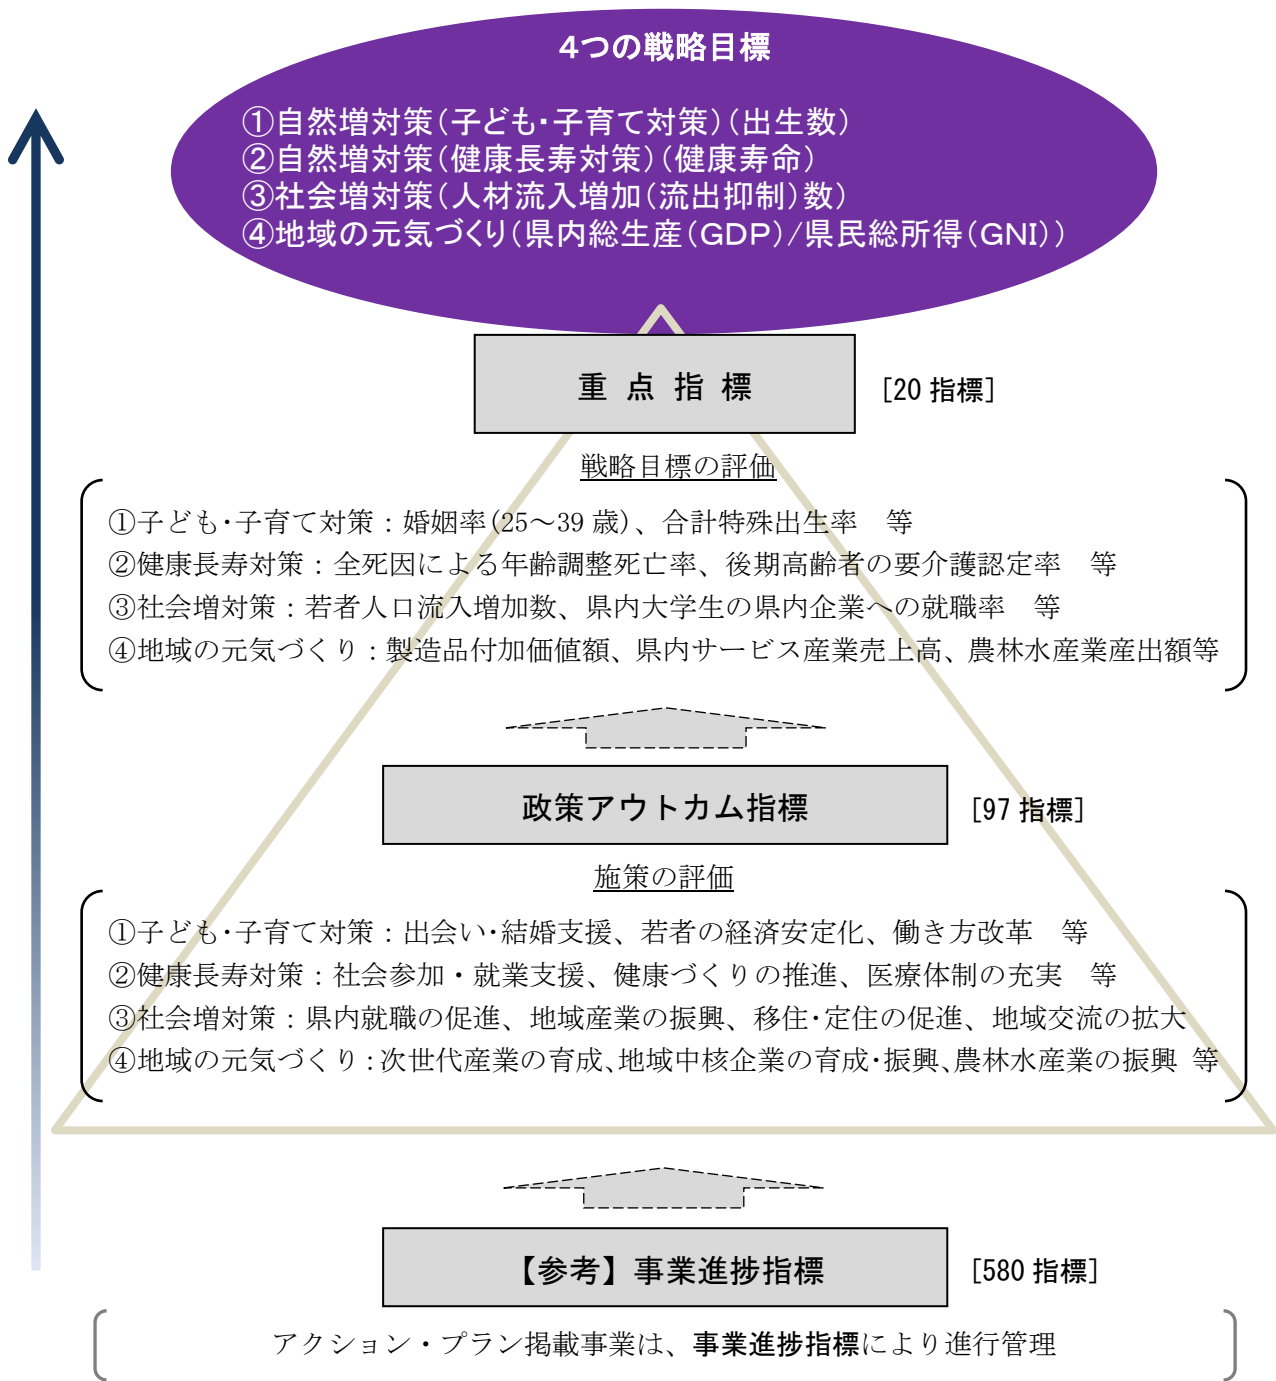 4つの戦略目標
①自然増対策(子ども・子育て対策)(出生数)
②自然増対策(健康長寿対策)(健康寿命)
③社会増対策(人材流入増加(流出抑制)数)
④地域の元気づくり(県内総生産(GDP)/県民総所得(GNI))
重 点 指 標
[20 指標]
戦略目標の評価
①子ども・子育て対策：婚姻率(25～39 歳)、合計特殊出生率　等
②健康長寿対策：全死因による年齢調整死亡率、後期高齢者の要介護認定率　等
③社会増対策：若者人口流入増加数、県内大学生の県内企業への就職率　等
④地域の元気づくり：製造品付加価値額、県内サービス産業売上高、農林水産業産出額等
政策アウトカム指標
[97 指標]
施策の評価
①子ども・子育て対策：出会い・結婚支援、若者の経済安定化、働き方改革　等
②健康長寿対策：社会参加・就業支援、健康づくりの推進、医療体制の充実　等
③社会増対策：県内就職の促進、地域産業の振興、移住・定住の促進、地域交流の拡大
④地域の元気づくり：次世代産業の育成、地域中核企業の育成・振興、農林水産業の振興 等
【参考】事業進捗指標
[580 指標]
アクション・プラン掲載事業は、事業進捗指標により進行管理